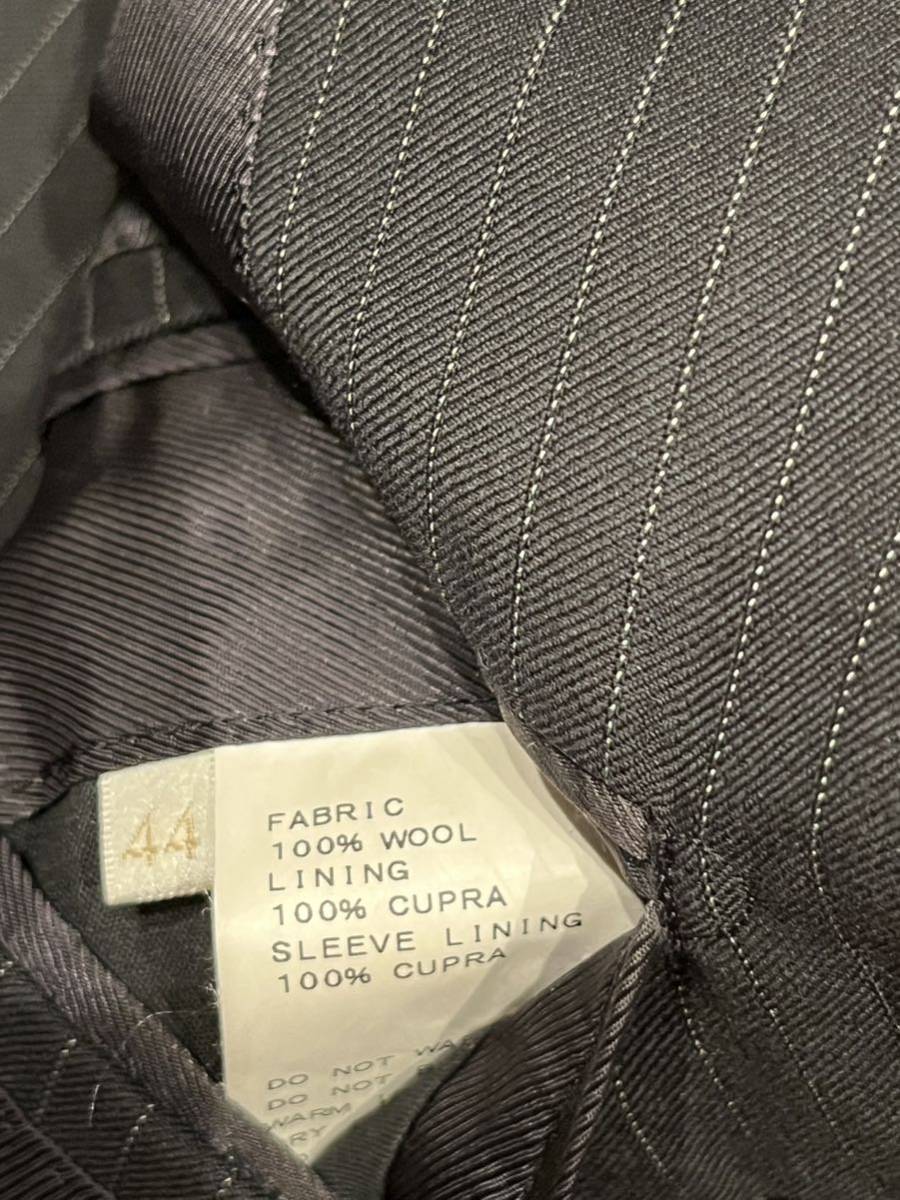 44
FABRIC
100% WOOL
LINING
100% CUPRA
SLEEVE LINING
100% CUPRA
DO NOT
DO NOT
WARM